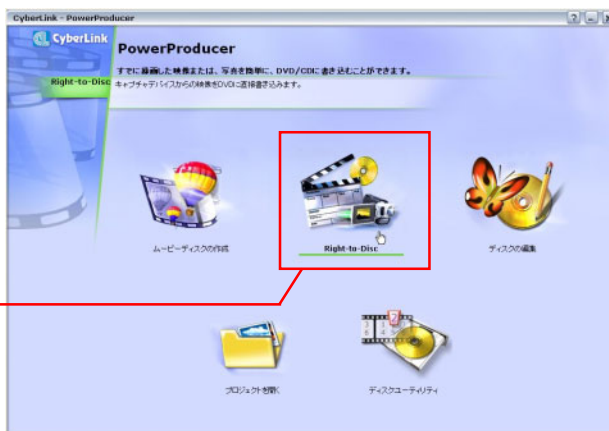 CyberLink - PowerProducer
CyberLink
PowerProducer
すでに録画した映像または、写真を簡単に、DVD/CDに書き込むことができます。
Right-to-Disc
キャプチャデバイスからの映像をDVDに直接書き込みます。
ムービーディスクの作成
Right-to-Disc
ディスクの編集
プロジェクトを開く
ディスクユーティリティ